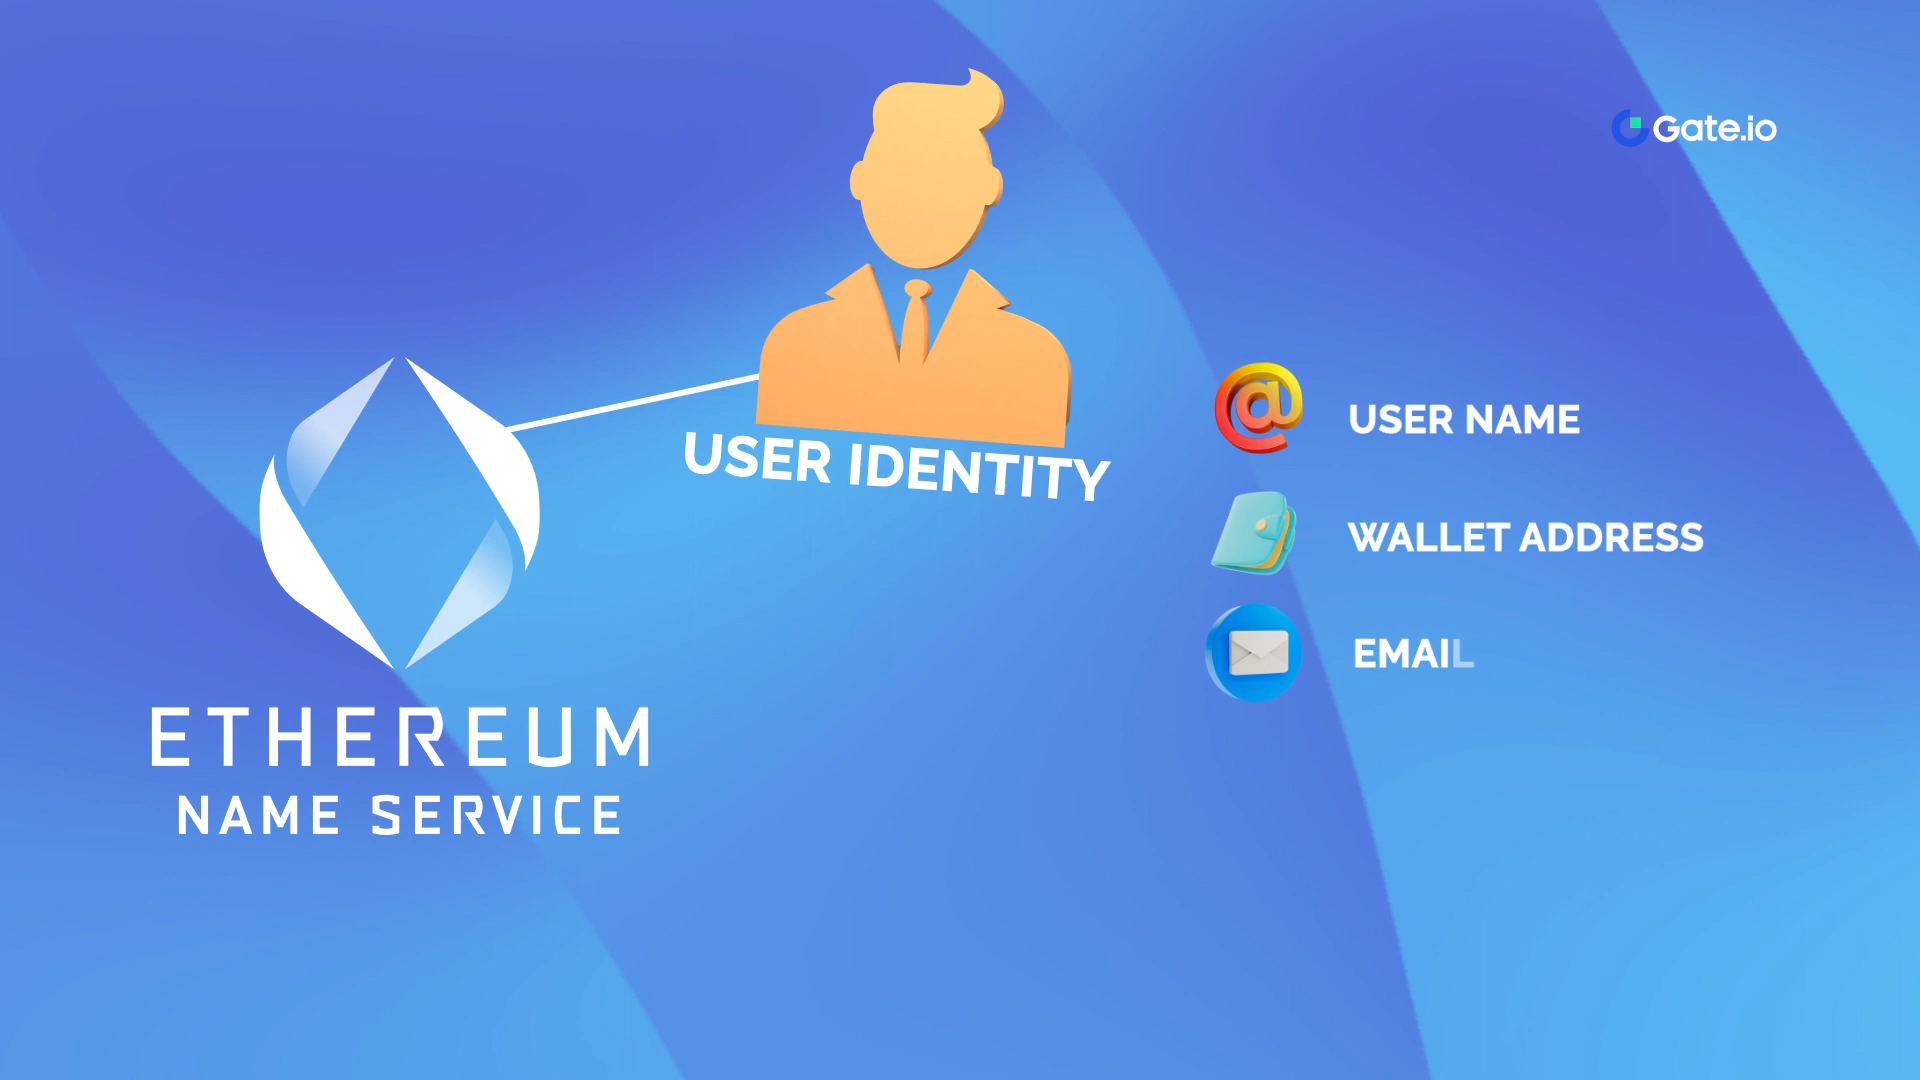 Gate.io
USER IDENTITY
@ USER NAME
WALLET ADDRESS
EMAIL
ETHEREUM
NAME SERVICE